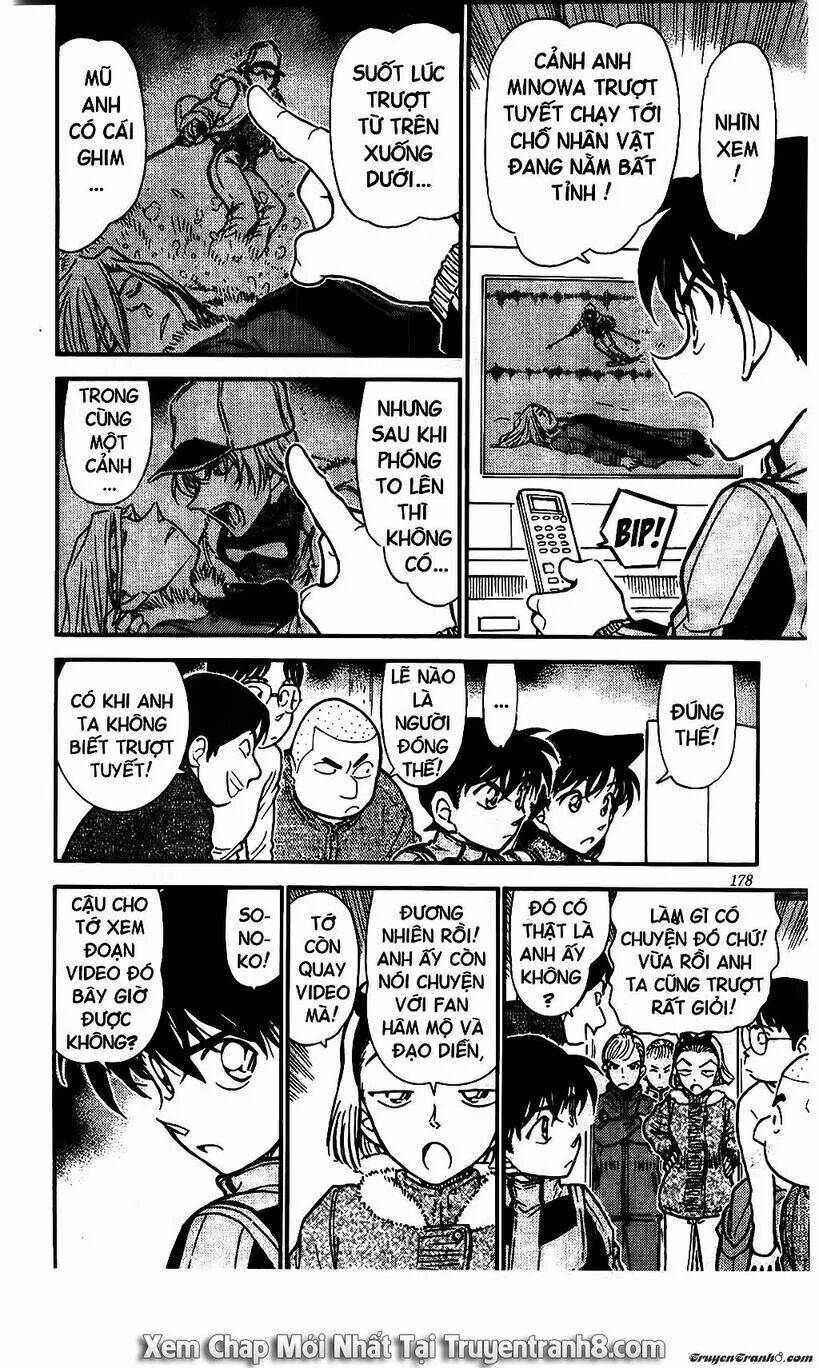 NHÌN
XEM
!
CẢNH ANH
MINOWA TRƯỢT
TUYẾT CHẠY TỚI
CHỖ NHÂN VẬT
ĐANG NẰM BẤT
TỈNH !
BIP!
SUỐT LÚC
TRƯỢT
TỪ TRÊN
XUỐNG
DƯỚI...
MŨ
ANH
CÓ CÁI
GHIM
...
NHƯNG
SAU KHI
PHÓNG
TO LÊN
THÌ
KHÔNG
CÓ...
TRONG
CÙNG
MỘT
CẢNH
...
ĐÚNG
THẾ!
...
LẼ NÀO
LÀ
NGƯỜI
ĐÓNG
THẾ!
CÓ KHI ANH
TA KHÔNG
BIẾT TRƯỢT
TUYẾT!
178
LÀM GÌ CÓ
CHUYỆN ĐÓ CHỨ!
VỪA RỒI ANH
TA CŨNG TRƯỢT
RẤT GIỎI!
ĐÓ CÓ
THẬT LÀ
ANH ẤY
KHÔNG
?
ĐƯƠNG
NHIÊN RỒI!
ANH ẤY CÒN
NÓI CHUYỆN
VỚI FAN
HÂM MỘ VÀ
ĐẠO DIỄN,
TỚ
CÒN
QUAY
VIDEO
MÀ!
SO-
NO-
KO!
CẬU CHO
TỚ XEM
ĐOẠN
VIDEO ĐÓ
BÂY GIỜ
ĐƯỢC
KHÔNG?
Xem Chap Mới Nhất Tại Truyentranh8.com
TruyenTranh8.com